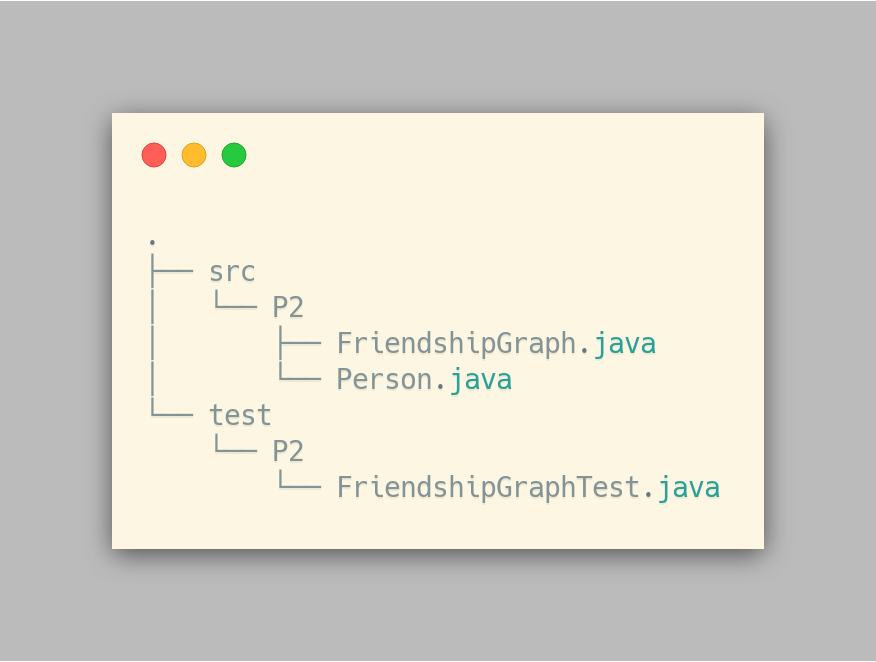 .
├── src
│   └── P2
│       ├── FriendshipGraph.java
│       └── Person.java
└── test
    └── P2
        └── FriendshipGraphTest.java